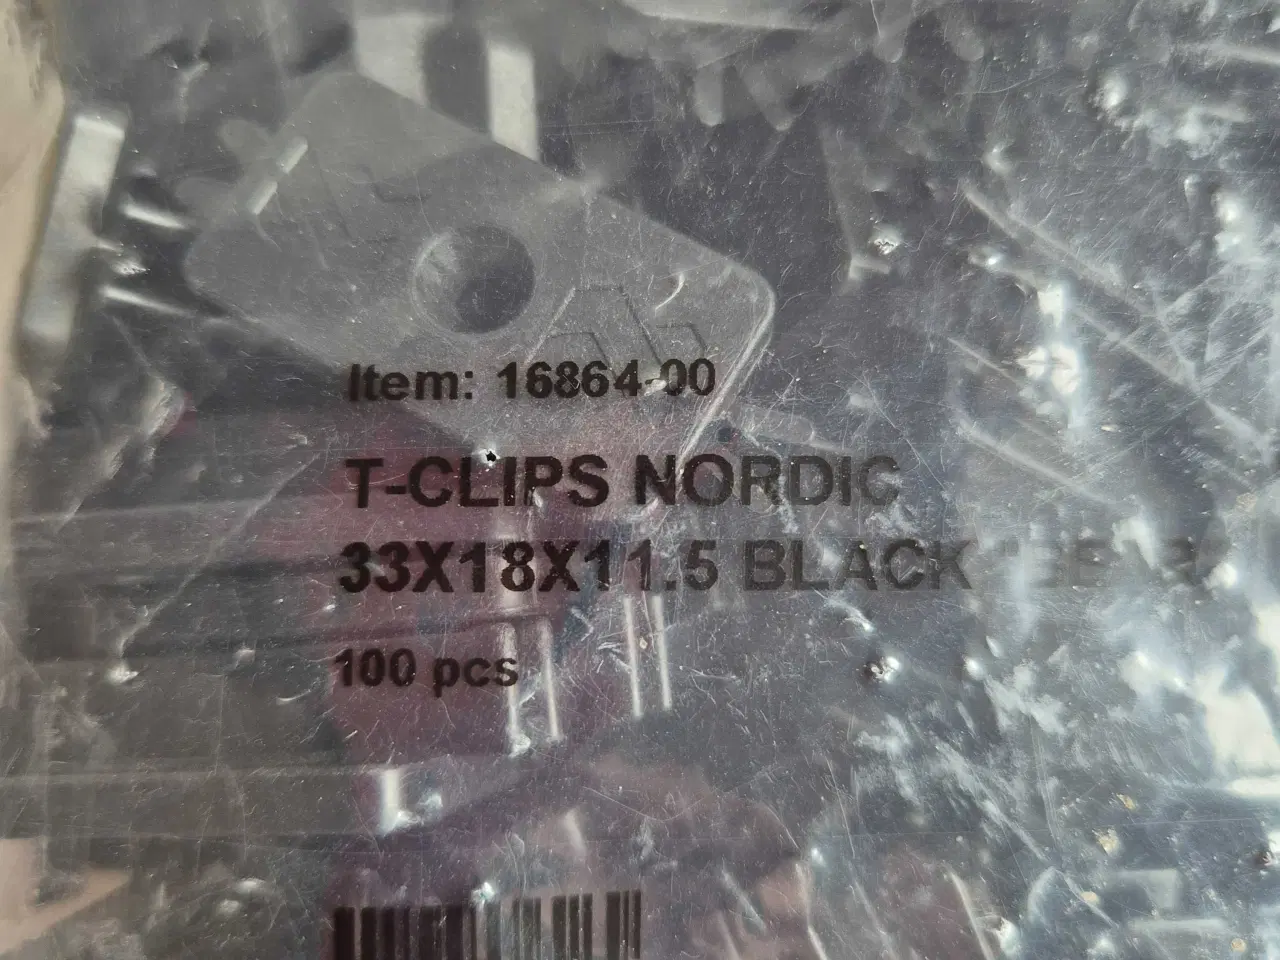 Item: 16864-00
T-CLIPS NORDIC
33X18X11.5 BLACK
100 pcs